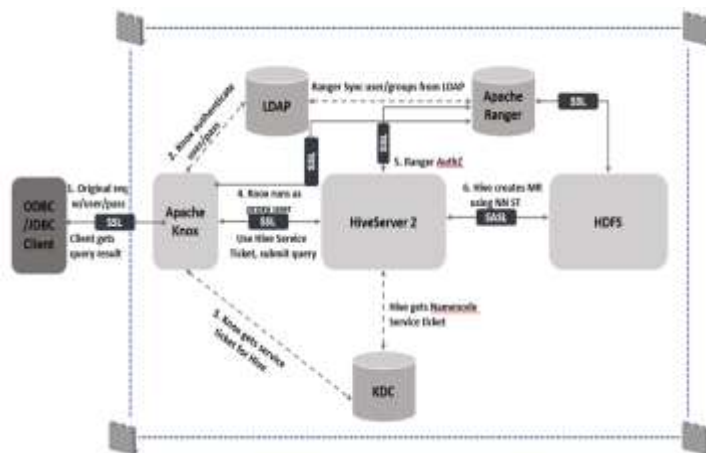 LDAP
Ranger Sync user/groups from LDAP
Apache
Ranger
SSL
2. Knox authenticate
user/pass
SSL
SSL
5. Ranger AuthZ
ODBC
/JDBC
Client
1. Original req
w/user/pass
SSL
Client gets
query result
Apache
Knox
4. Knox runs as
proxy user
SSL
Use Hive Service
Ticket, submit query
HiveServer 2
6. Hive creates MR
using NN ST
SASL
HDFS
3. Knox gets service
ticket for Hive
Hive gets Namenode
Service ticket
KDC